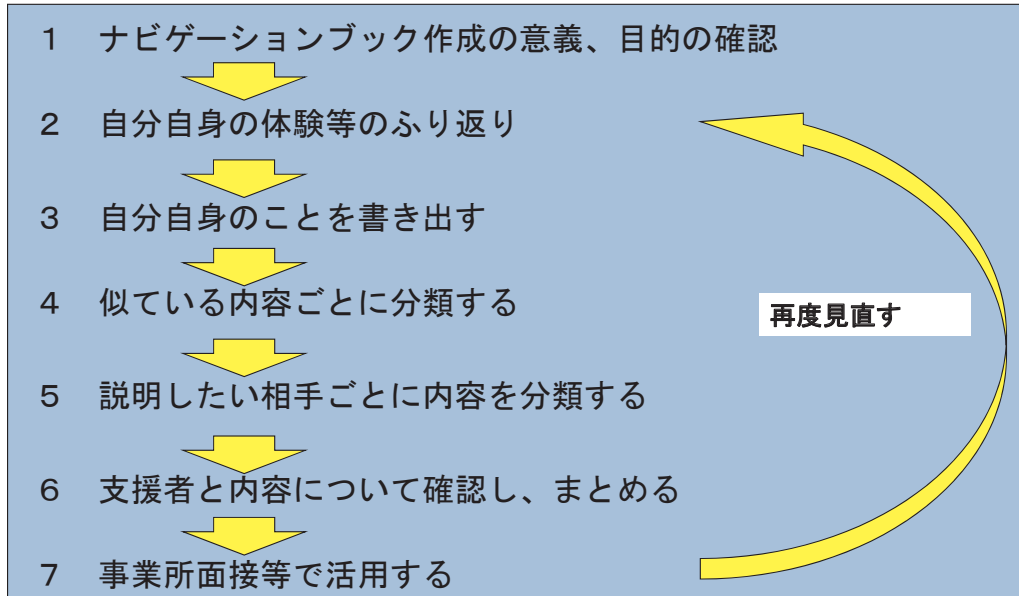 1 ナビゲーションブック作成の意義、目的の確認
2 自分自身の体験等のふり返り
3 自分自身のことを書き出す
4 似ている内容ごとに分類する
再度見直す
5 説明したい相手ごとに内容を分類する
6 支援者と内容について確認し、まとめる
7 事業所面接等で活用する